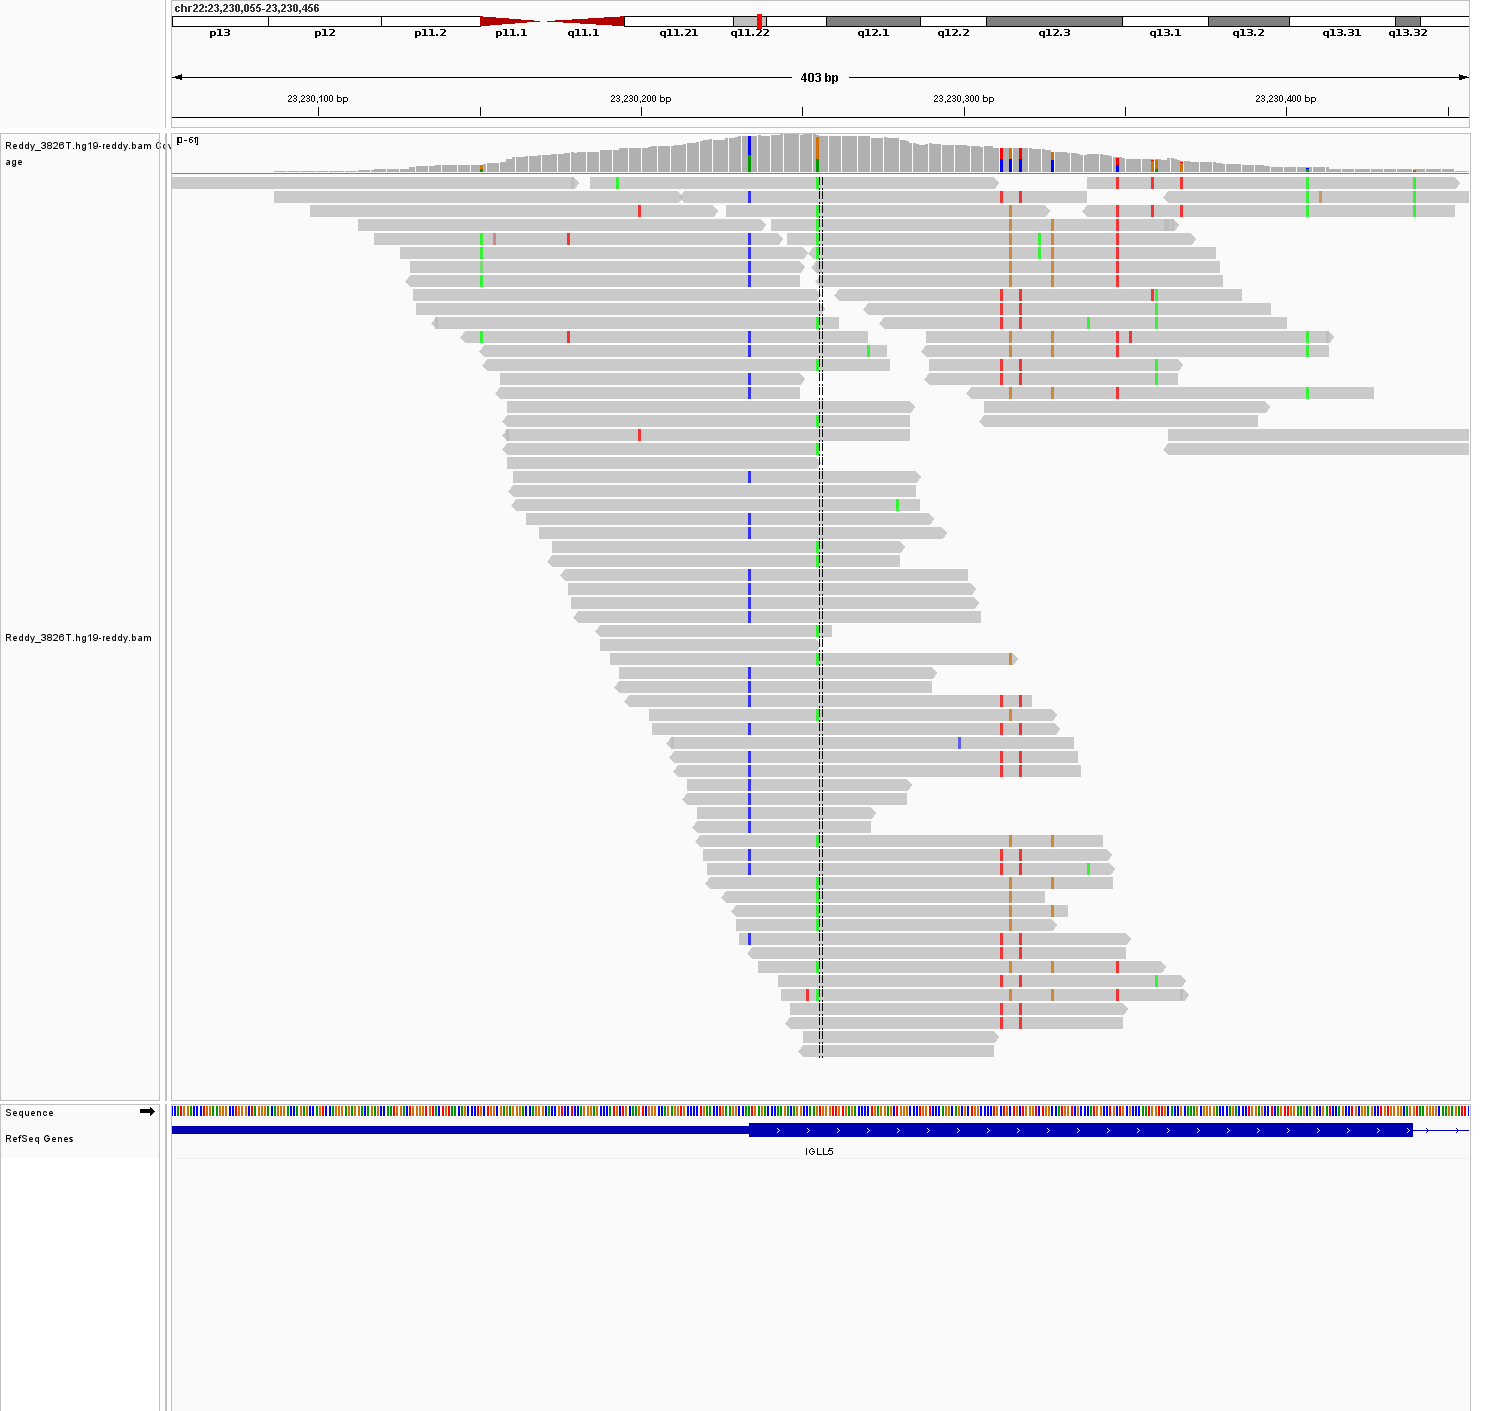 chr22:23,230,055-23,230,456
p13 p12 p11.2 p11.1 q11.1 q11.21 q11.22 q12.1 q12.2 q12.3 q13.1 q13.2 q13.31 q13.32
403 bp
23,230,100 bp 23,230,200 bp 23,230,300 bp 23,230,400 bp
Reddy_3826T.hg19-reddy.bam Cov
age
[0-61]
Reddy_3826T.hg19-reddy.bam
Sequence
RefSeq Genes
IGLL5